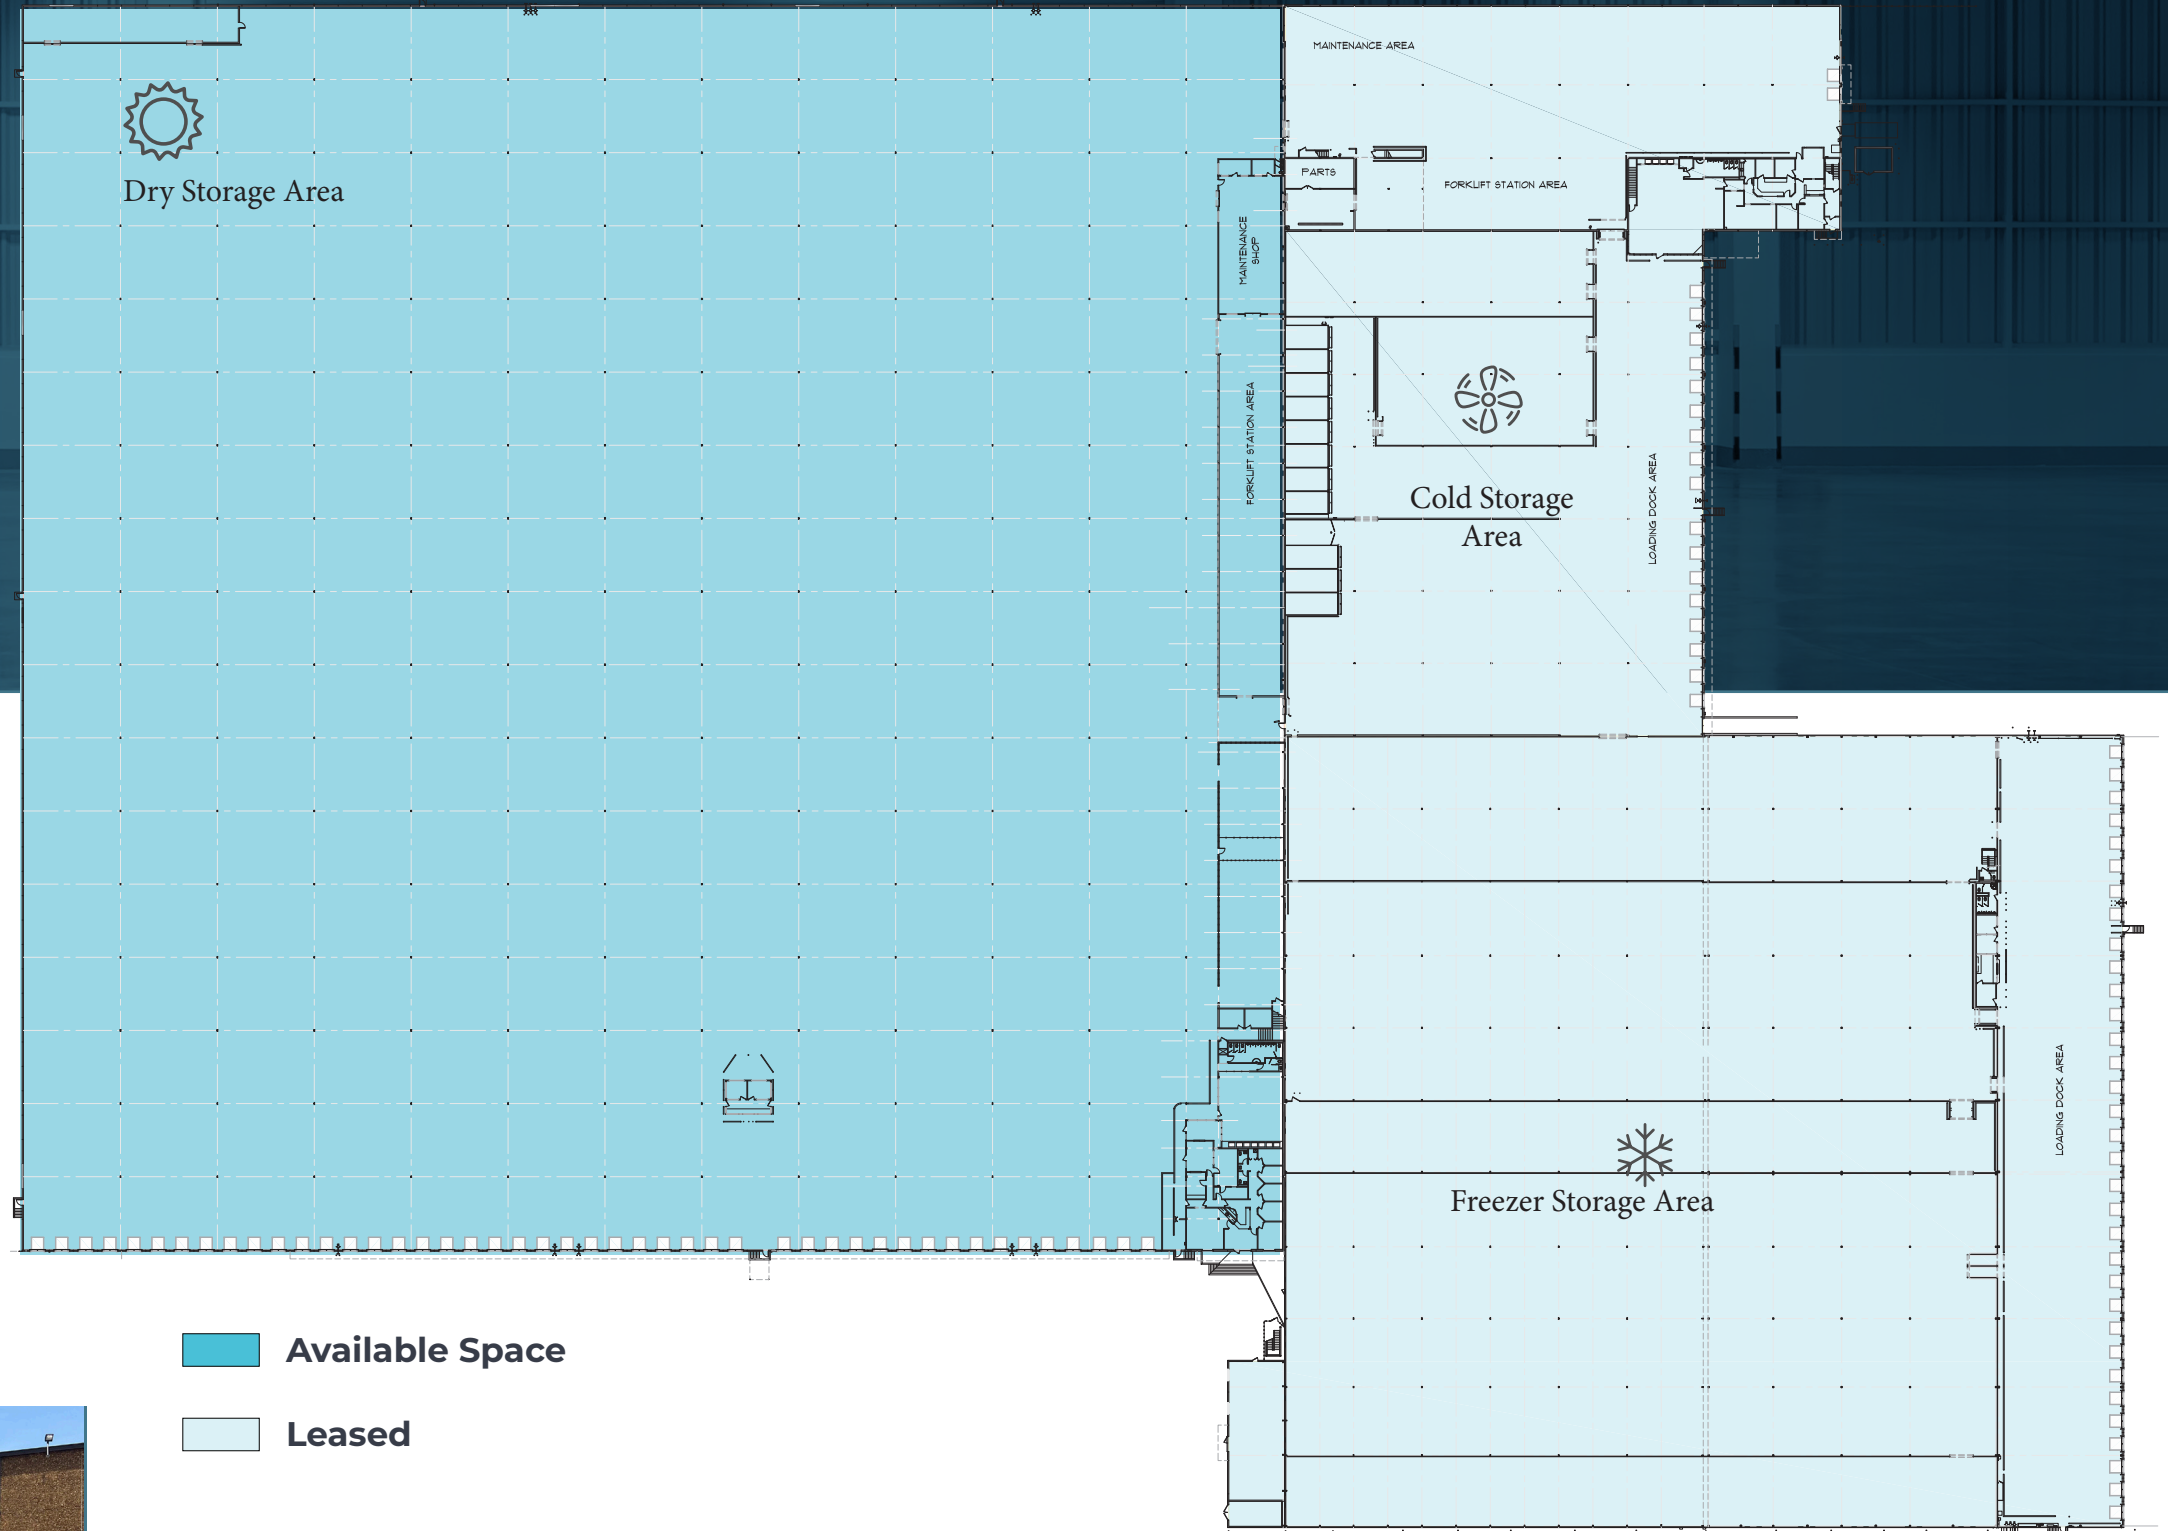 MAINTENANCE AREA
PARTS
FORKLIFT STATION AREA
Dry Storage Area
MAINTENANCE
SHOP
FORKLIFT STATION AREA
LOADING DOCK AREA
Cold Storage
Area
LOADING DOCK AREA
Freezer Storage Area
Available Space
Leased